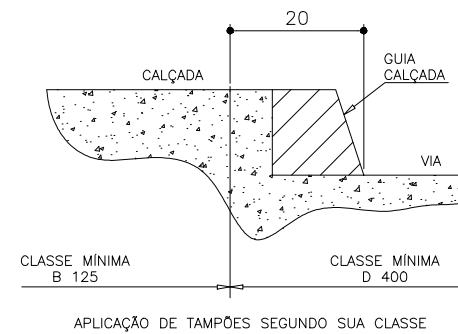 20
CALÇADA
GUIA
CALÇADA
VIA
CLASSE MÍNIMA
B 125
CLASSE MÍNIMA
D 400
APLICAÇÃO DE TAMPÕES SEGUNDO SUA CLASSE